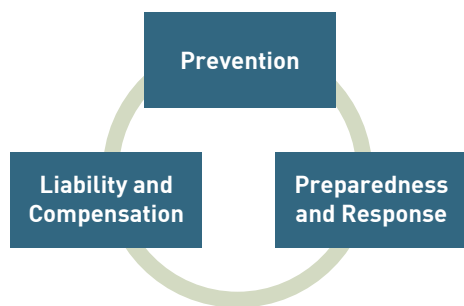 Prevention
Liability and
Compensation
Preparedness
and Response